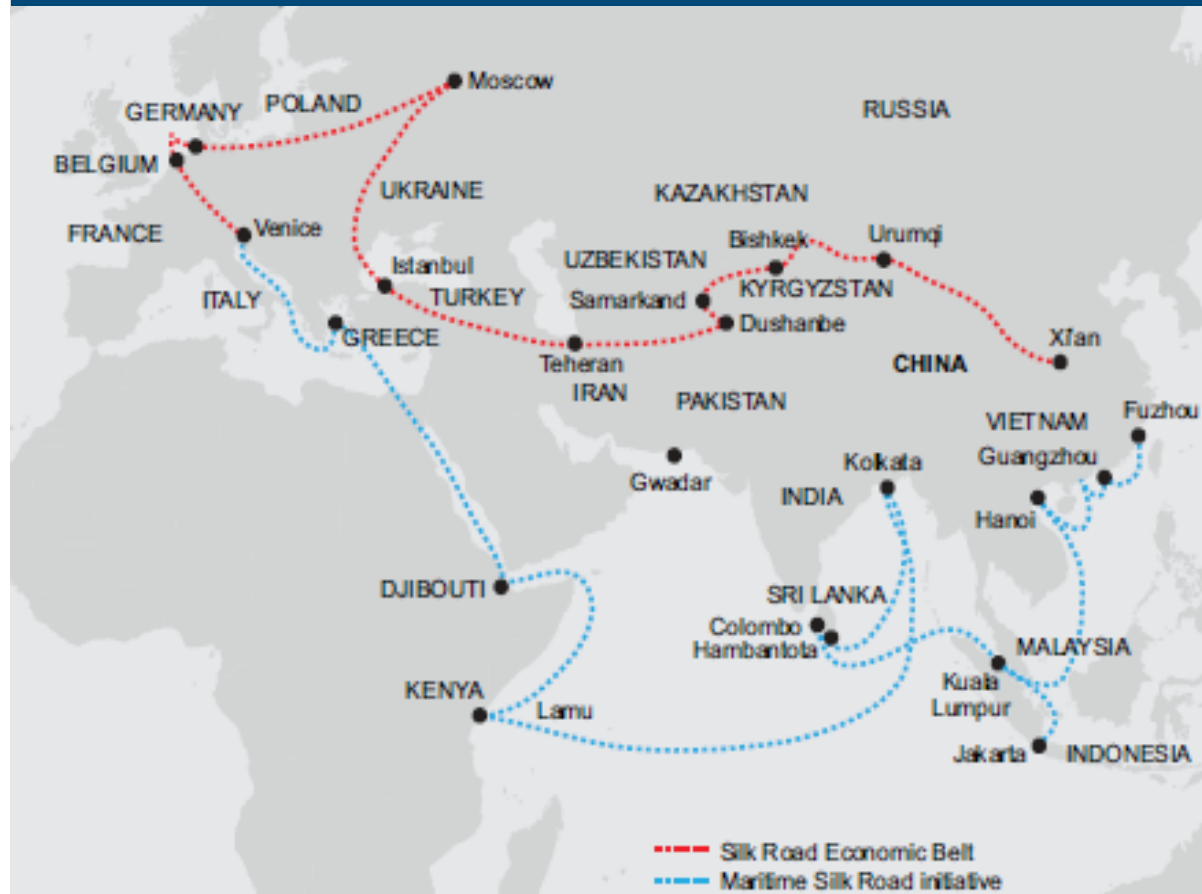 Moscow
RUSSIA
GERMANY
POLAND
BELGIUM
UKRAINE
KAZAKHSTAN
FRANCE
Venice
Bishkek
Urumqi
Istanbul
UZBEKISTAN
ITALY
TURKEY
Samarkand
KYRGYZSTAN
GREECE
Dushanbe
Xi'an
Teheran
CHINA
IRAN
PAKISTAN
VIETNAM
Fuzhou
Gwadar
Kolkata
Guangzhou
INDIA
Hanoi
DJIBOUTI
SRI LANKA
Colombo
Hambantota
MALAYSIA
KENYA
Lamu
Kuala
Lumpur
Jakarta
INDONESIA
Silk Road Economic Belt
Maritime Silk Road initiative